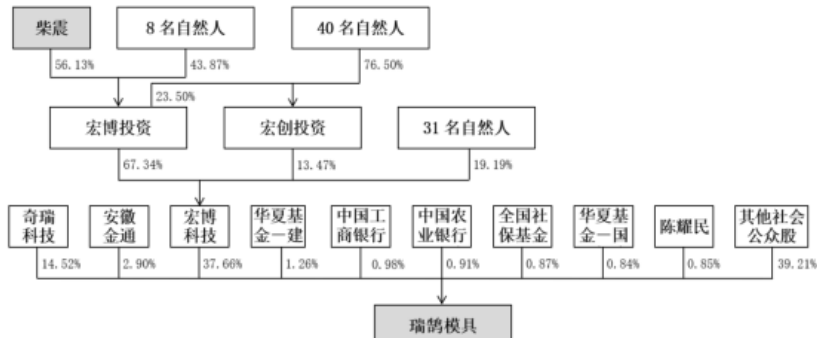 柴震
8 名自然人
40 名自然人
56.13%
43.87%
76.50%
23.50%
宏博投资
宏创投资
31 名自然人
67.34%
13.47%
19.19%
奇瑞
科技
安徽
金通
宏博
科技
华夏基
金－建
中国工
商银行
中国农
业银行
全国社
保基金
华夏基
金－国
陈耀民
其他社会
公众股
14.52%
2.90%
37.66%
1.26%
0.98%
0.91%
0.87%
0.84%
0.85%
39.21%
瑞鹄模具